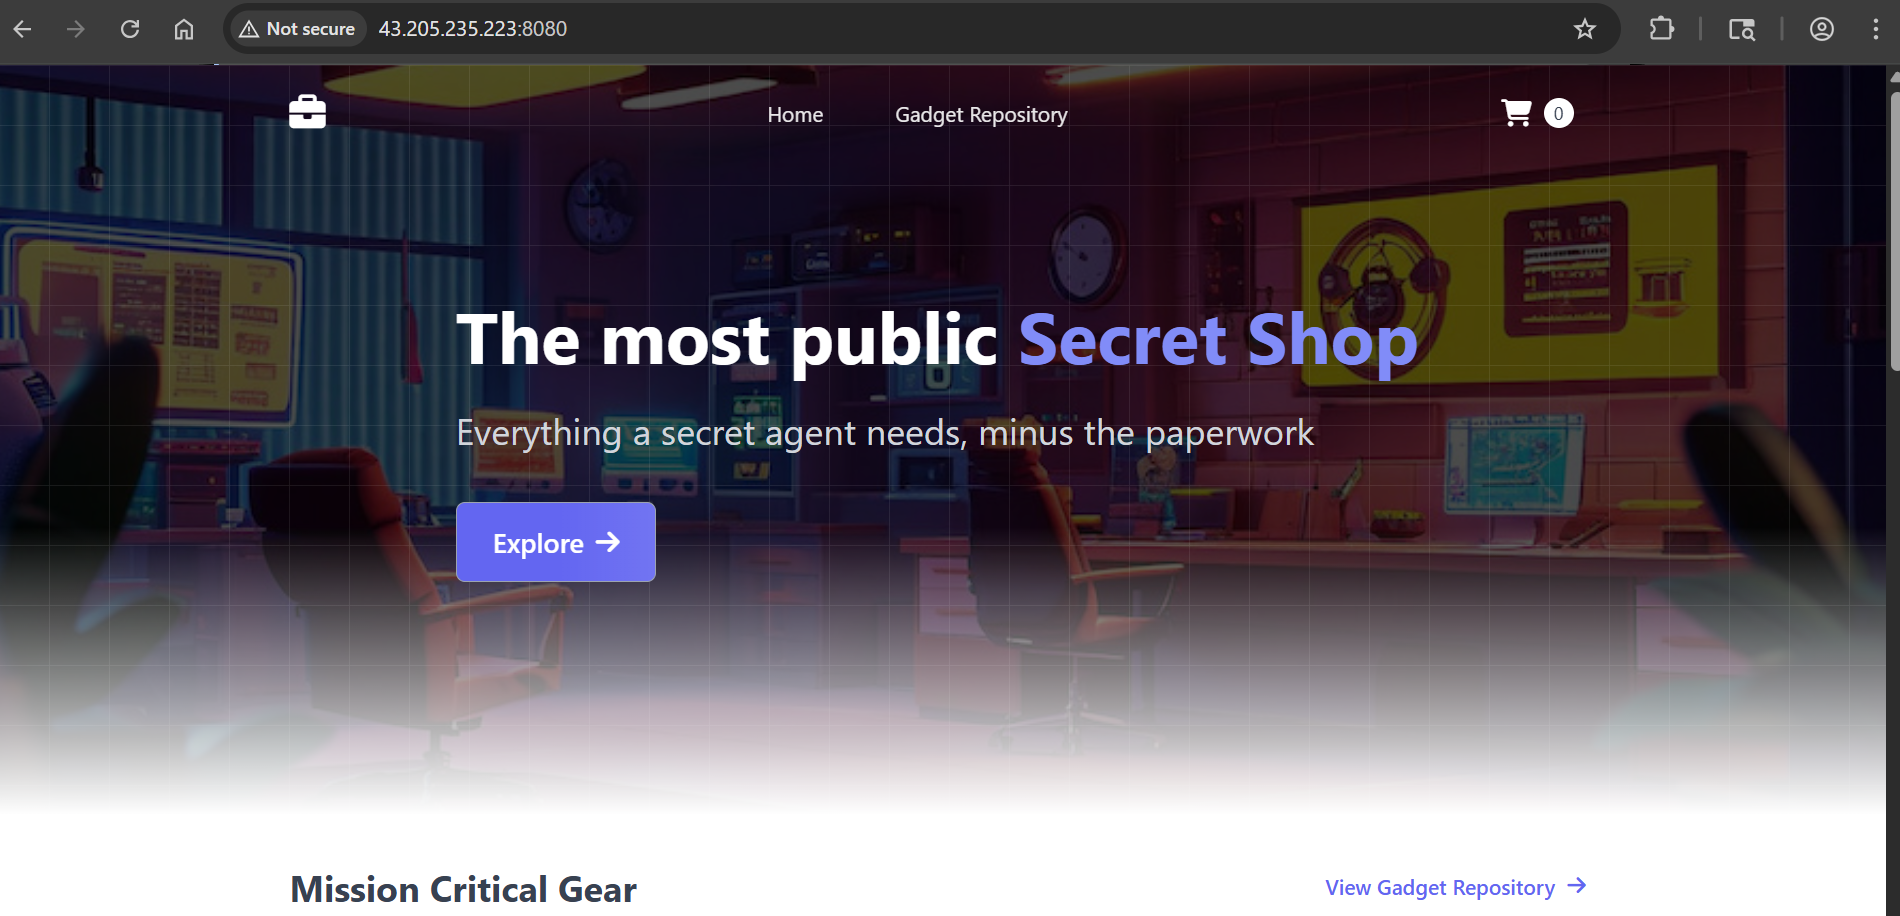 Not secure 43.205.235.223:8080
Home Gadget Repository 0
The most public Secret Shop
Everything a secret agent needs, minus the paperwork
Explore
Mission Critical Gear View Gadget Repository